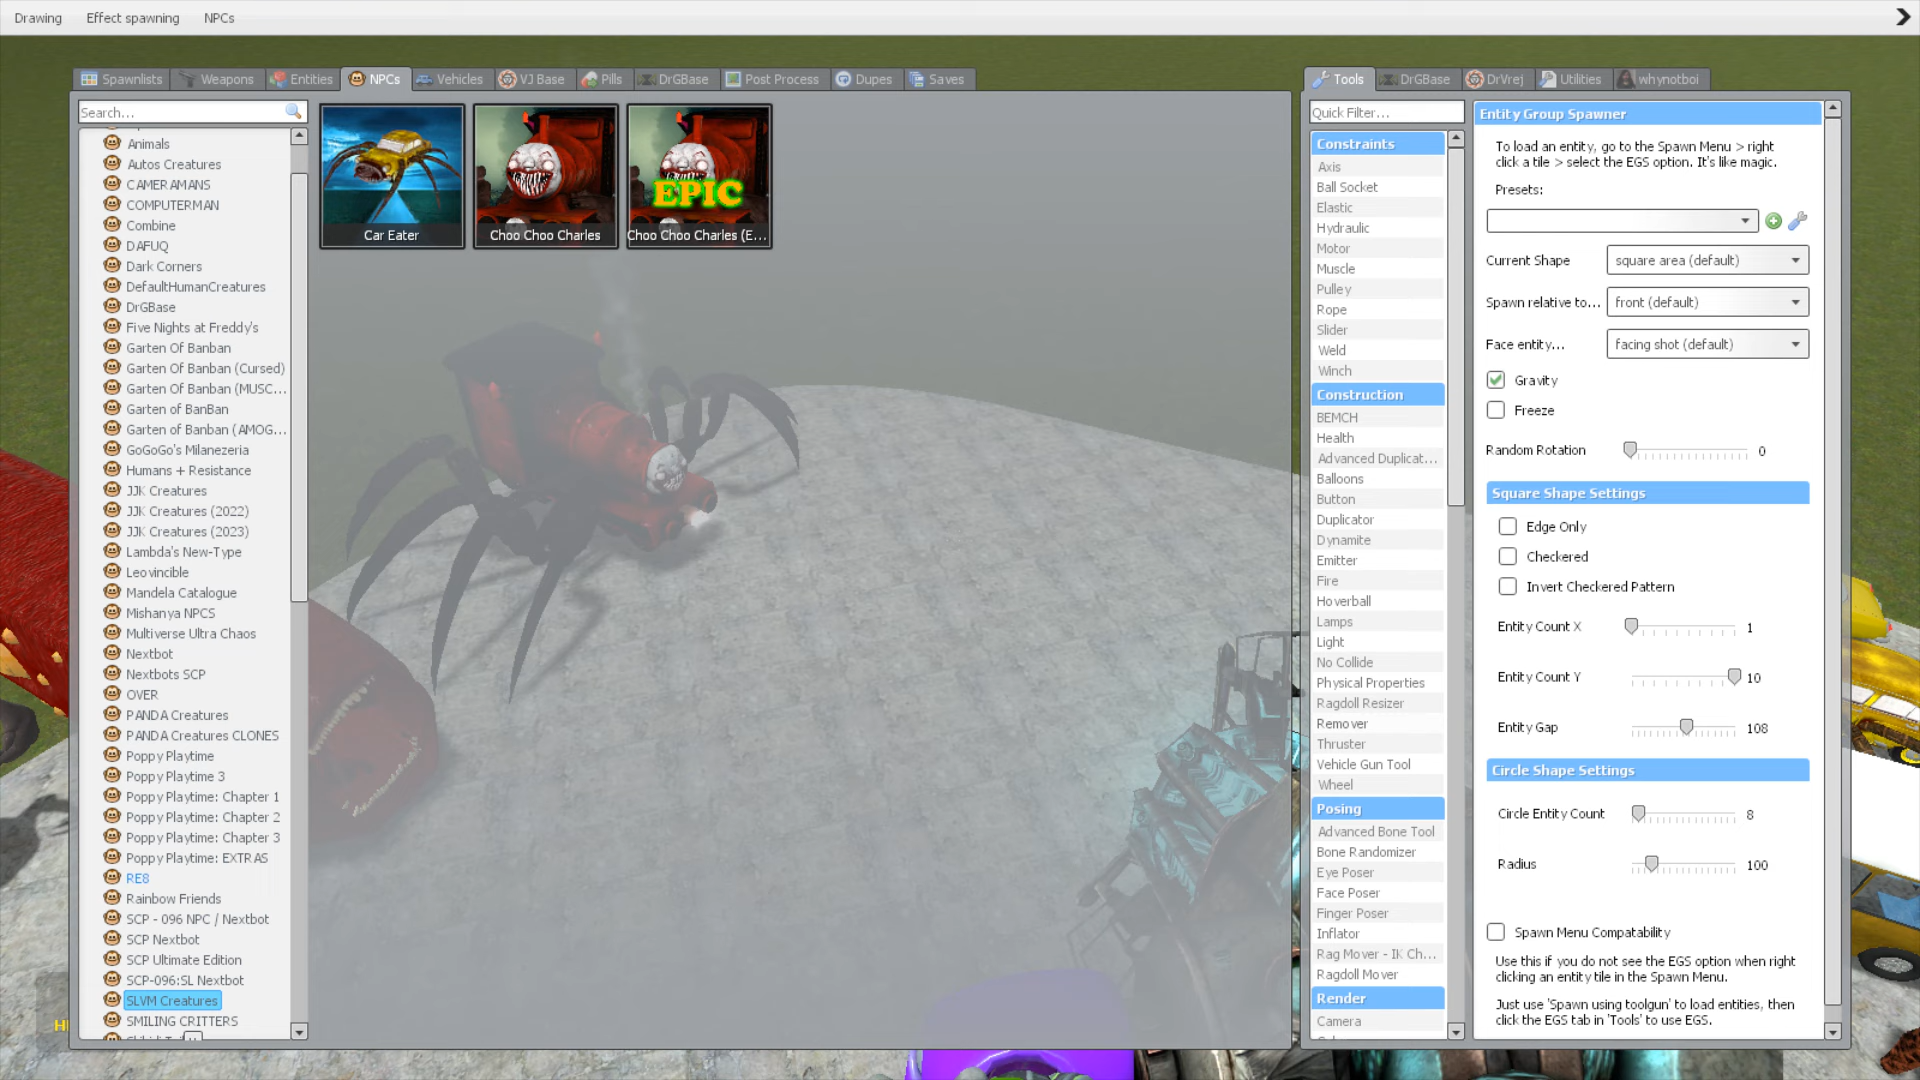 Drawing Effect spawning NPCs
Spawnlists Weapons Entities NPCs Vehicles VJ Base Pills DrGBase Post Process Dupes Saves
Search...
Animals
Autos Creatures
CAMERAMANS
COMPUTERMAN
Combine
DAFUQ
Dark Corners
DefaultHumanCreatures
DrGBase
Five Nights at Freddy's
Garten Of Banban
Garten Of Banban (Cursed)
Garten Of Banban (MUSC...
Garten of BanBan
Garten of Banban (AMOG...
GoGoGo's Milanezeria
Humans + Resistance
JJK Creatures
JJK Creatures (2022)
JJK Creatures (2023)
Lambda's New-Type
Leovincible
Mandela Catalogue
Mishanya NPCS
Multiverse Ultra Chaos
Nextbot
Nextbots SCP
OVER
PANDA Creatures
PANDA Creatures CLONES
Poppy Playtime
Poppy Playtime 3
Poppy Playtime: Chapter 1
Poppy Playtime: Chapter 2
Poppy Playtime: Chapter 3
Poppy Playtime: EXTRAS
RE8
Rainbow Friends
SCP - 096 NPC / Nextbot
SCP Nextbot
SCP Ultimate Edition
SCP-096:SL Nextbot
SLVM Creatures
SMILING CRITTERS
Car Eater
Choo Choo Charles
EPIC
Choo Choo Charles (E...
Tools DrGBase DrVrej Utilities whynotboi
Quick Filter...
Constraints
Axis
Ball Socket
Elastic
Hydraulic
Motor
Muscle
Pulley
Rope
Slider
Weld
Winch
Construction
BEMCH
Health
Advanced Duplicat...
Balloons
Button
Duplicator
Dynamite
Emitter
Fire
Hoverball
Lamps
Light
No Collide
Physical Properties
Ragdoll Resizer
Remover
Thruster
Vehicle Gun Tool
Wheel
Posing
Advanced Bone Tool
Bone Randomizer
Eye Poser
Face Poser
Finger Poser
Inflator
Rag Mover - IK Ch...
Ragdoll Mover
Render
Camera
Entity Group Spawner
To load an entity, go to the Spawn Menu > right
click a tile > select the EGS option. It's like magic.
Presets:
Current Shape square area (default)
Spawn relative to... front (default)
Face entity... facing shot (default)
Gravity
Freeze
Random Rotation 0
Square Shape Settings
Edge Only
Checkered
Invert Checkered Pattern
Entity Count X 1
Entity Count Y 10
Entity Gap 108
Circle Shape Settings
Circle Entity Count 8
Radius 100
Spawn Menu Compatability
Use this if you do not see the EGS option when right
clicking an entity tile in the Spawn Menu.
Just use 'Spawn using toolgun' to load entities, then
click the EGS tab in 'Tools' to use EGS.